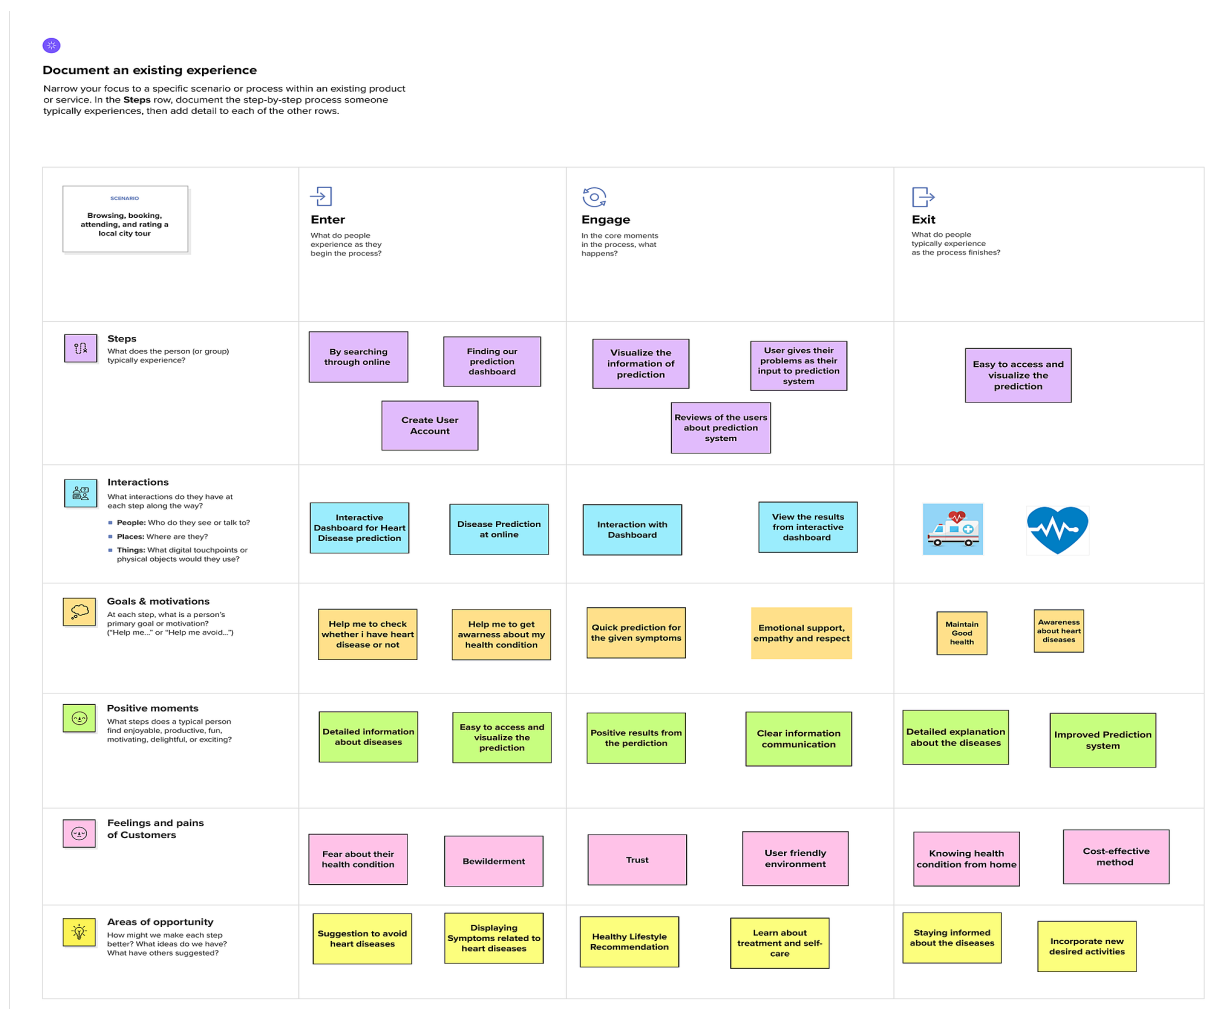 Document an existing experience
Narrow your focus to a specific scenario or process within an existing product
or service. In the Steps row, document the step-by-step process someone
typically experiences, then add detail to each of the other rows.
SCENARIO
Browsing, booking,
attending, and rating a
local city tour
Enter
What do people
experience as they
begin the process?
Engage
In the core moments
in the process, what
happens?
Exit
What do people
typically experience
as the process finishes?
Steps
What does the person (or group)
typically experience?
By searching
through online
Finding our
prediction
dashboard
Create User
Account
Visualize the
information of
prediction
User gives their
problems as their
input to prediction
system
Reviews of the users
about prediction
system
Easy to access and
visualize the
prediction
Interactions
What interactions do they have at
each step along the way?
People: Who do they see or talk to?
Places: Where are they?
Things: What digital touchpoints or
physical objects would they use?
Interactive
Dashboard for Heart
Disease prediction
Disease Prediction
at online
Interaction with
Dashboard
View the results
from interactive
dashboard
Goals & motivations
At each step, what is a person's
primary goal or motivation?
("Help me..." or "Help me avoid...")
Help me to check
whether i have heart
disease or not
Help me to get
awarness about my
health condition
Quick prediction for
the given symptoms
Emotional support,
empathy and respect
Maintain
Good
health
Awareness
about heart
diseases
Positive moments
What steps does a typical person
find enjoyable, productive, fun,
motivating, delightful, or exciting?
Detailed information
about diseases
Easy to access and
visualize the
prediction
Positive results from
the perdiction
Clear information
communication
Detailed explanation
about the diseases
Improved Prediction
system
Feelings and pains
of Customers
Fear about their
health condition
Bewilderment
Trust
User friendly
environment
Knowing health
condition from home
Cost-effective
method
Areas of opportunity
How might we make each step
better? What ideas do we have?
What have others suggested?
Suggestion to avoid
heart diseases
Displaying
Symptoms related to
heart diseases
Healthy Lifestyle
Recommendation
Learn about
treatment and self-
care
Staying informed
about the diseases
Incorporate new
desired activities